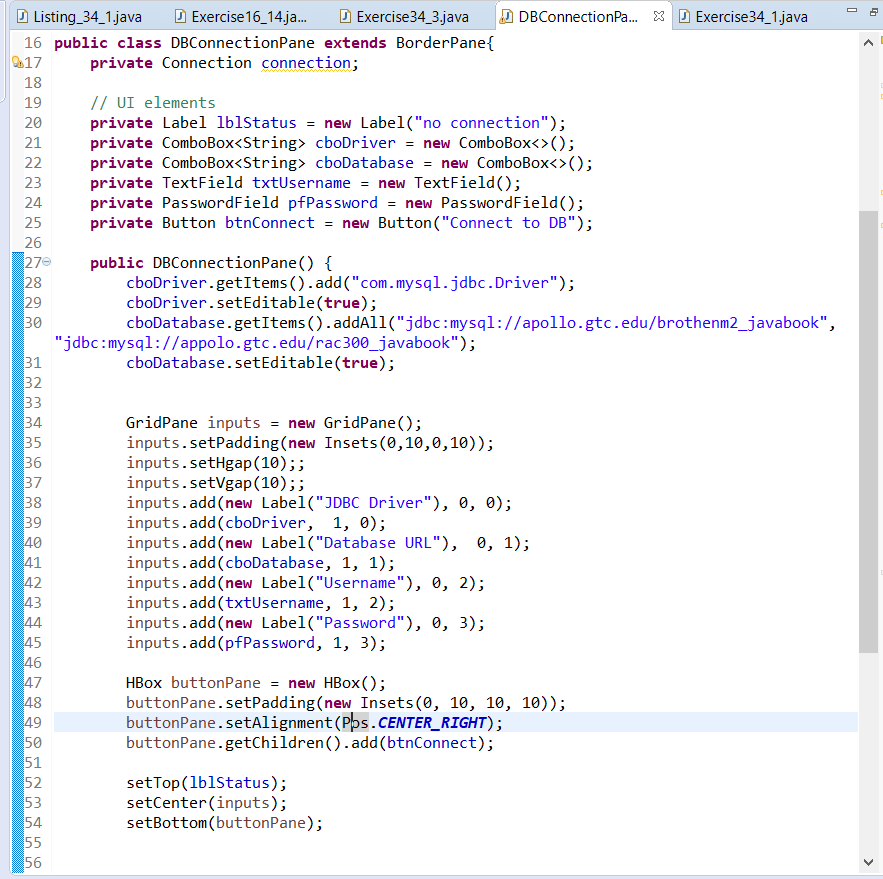 Listing_34_1.java Exercise16_14.ja... Exercise34_3.java DBConnectionPa... Exercise34_1.java
16 public class DBConnectionPane extends BorderPane{
17     private Connection connection;
18
19     // UI elements
20     private Label lblStatus = new Label("no connection");
21     private ComboBox<String> cboDriver = new ComboBox<>();
22     private ComboBox<String> cboDatabase = new ComboBox<>();
23     private TextField txtUsername = new TextField();
24     private PasswordField pfPassword = new PasswordField();
25     private Button btnConnect = new Button("Connect to DB");
26
27     public DBConnectionPane() {
28         cboDriver.getItems().add("com.mysql.jdbc.Driver");
29         cboDriver.setEditable(true);
30         cboDatabase.getItems().addAll("jdbc:mysql://apollo.gtc.edu/brothenm2_javabook",
"jdbc:mysql://appolo.gtc.edu/rac300_javabook");
31         cboDatabase.setEditable(true);
32
33
34         GridPane inputs = new GridPane();
35         inputs.setPadding(new Insets(0,10,0,10));
36         inputs.setHgap(10);;
37         inputs.setVgap(10);;
38         inputs.add(new Label("JDBC Driver"), 0, 0);
39         inputs.add(cboDriver,  1, 0);
40         inputs.add(new Label("Database URL"),  0, 1);
41         inputs.add(cboDatabase, 1, 1);
42         inputs.add(new Label("Username"), 0, 2);
43         inputs.add(txtUsername, 1, 2);
44         inputs.add(new Label("Password"), 0, 3);
45         inputs.add(pfPassword, 1, 3);
46
47         HBox buttonPane = new HBox();
48         buttonPane.setPadding(new Insets(0, 10, 10, 10));
49         buttonPane.setAlignment(Pos.CENTER_RIGHT);
50         buttonPane.getChildren().add(btnConnect);
51
52         setTop(lblStatus);
53         setCenter(inputs);
54         setBottom(buttonPane);
55
56